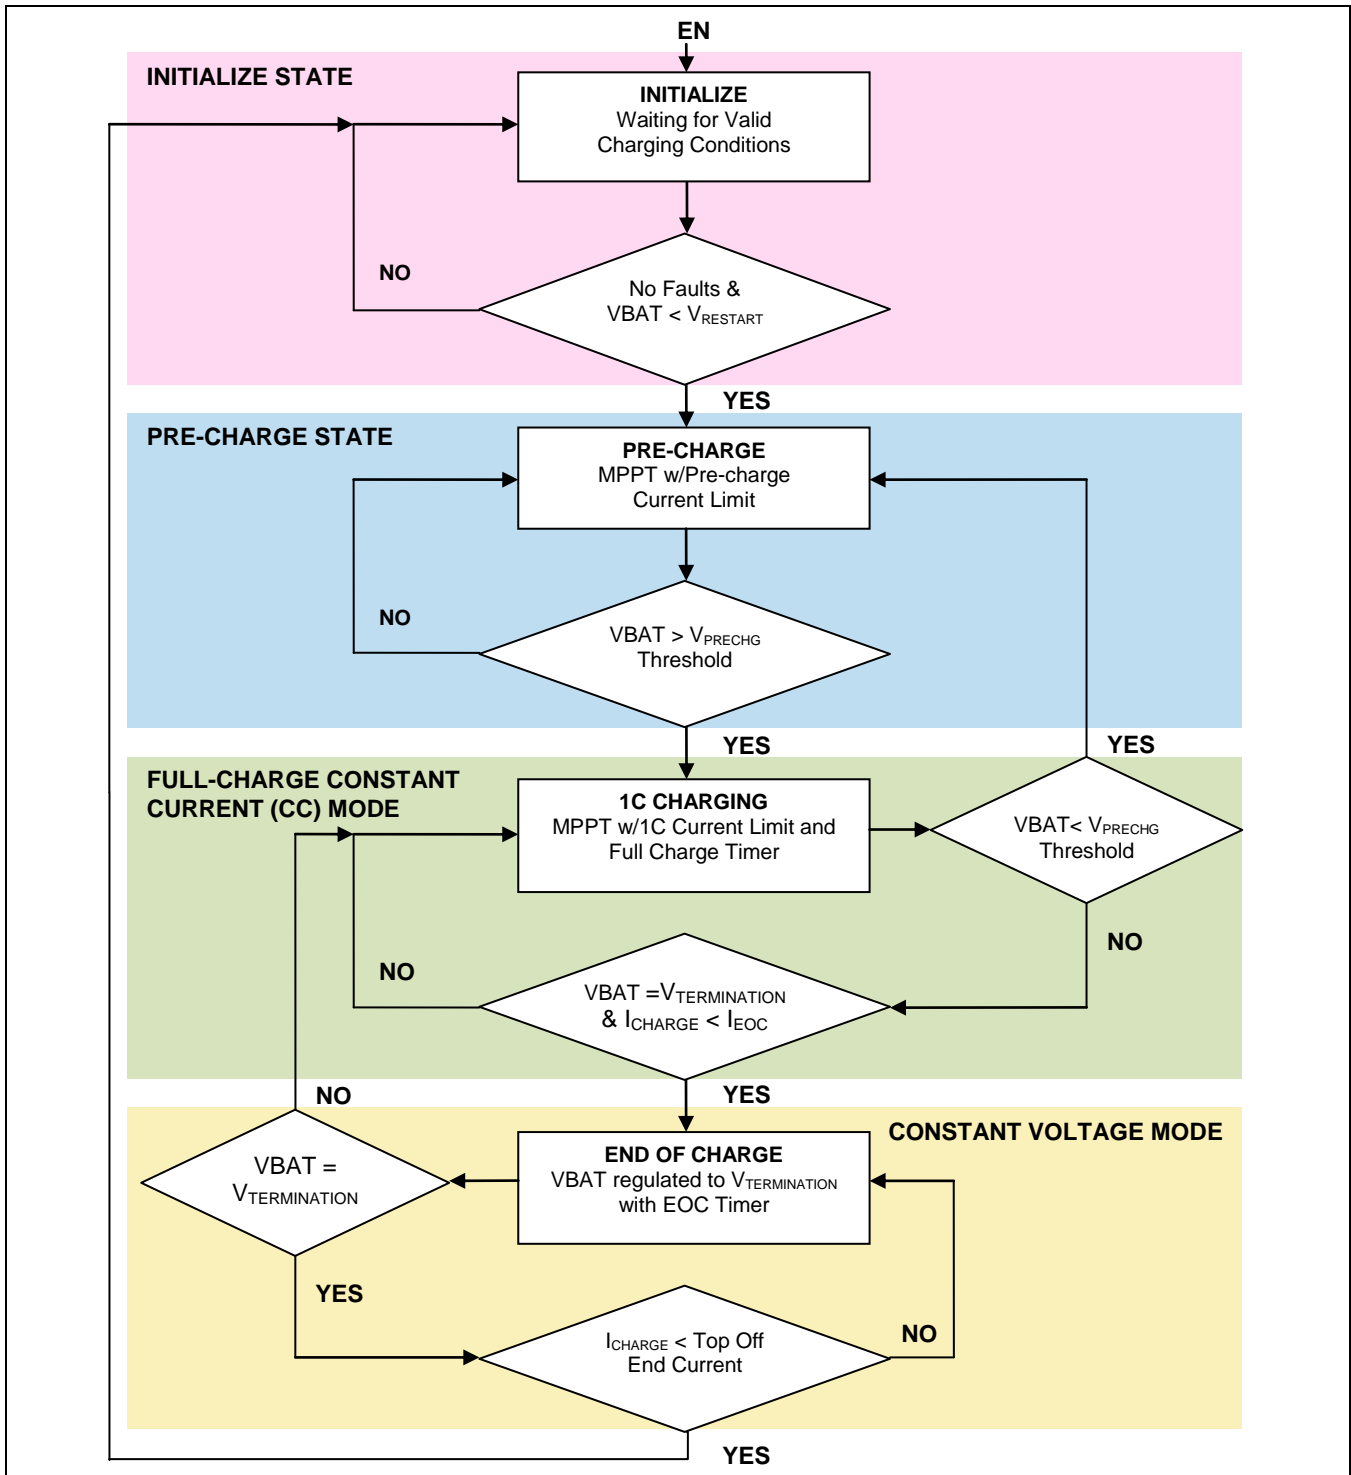 EN
INITIALIZE STATE
INITIALIZE
Waiting for Valid
Charging Conditions
NO
No Faults &
VBAT < VRESTART
YES
PRE-CHARGE STATE
PRE-CHARGE
MPPT w/Pre-charge
Current Limit
NO
VBAT > VPRECHG
Threshold
YES
YES
FULL-CHARGE CONSTANT
CURRENT (CC) MODE
1C CHARGING
MPPT w/1C Current Limit and
Full Charge Timer
VBAT< VPRECHG
Threshold
NO
NO
VBAT =VTERMINATION
& ICHARGE < IEOC
NO
YES
CONSTANT VOLTAGE MODE
END OF CHARGE
VBAT regulated to VTERMINATION
with EOC Timer
VBAT =
VTERMINATION
YES
ICHARGE < Top Off
End Current
NO
YES